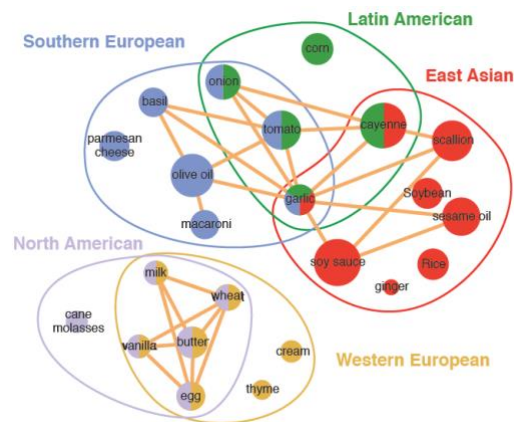 Latin American
Southern European
corn
East Asian
onion
basil
tomato
cayenne
scallion
parmesan
cheese
olive oil
Soybean
garlic
sesame oil
macaroni
North American
soy sauce
Rice
milk
ginger
wheat
cane
molasses
vanilla
butter
cream
Western European
egg
thyme